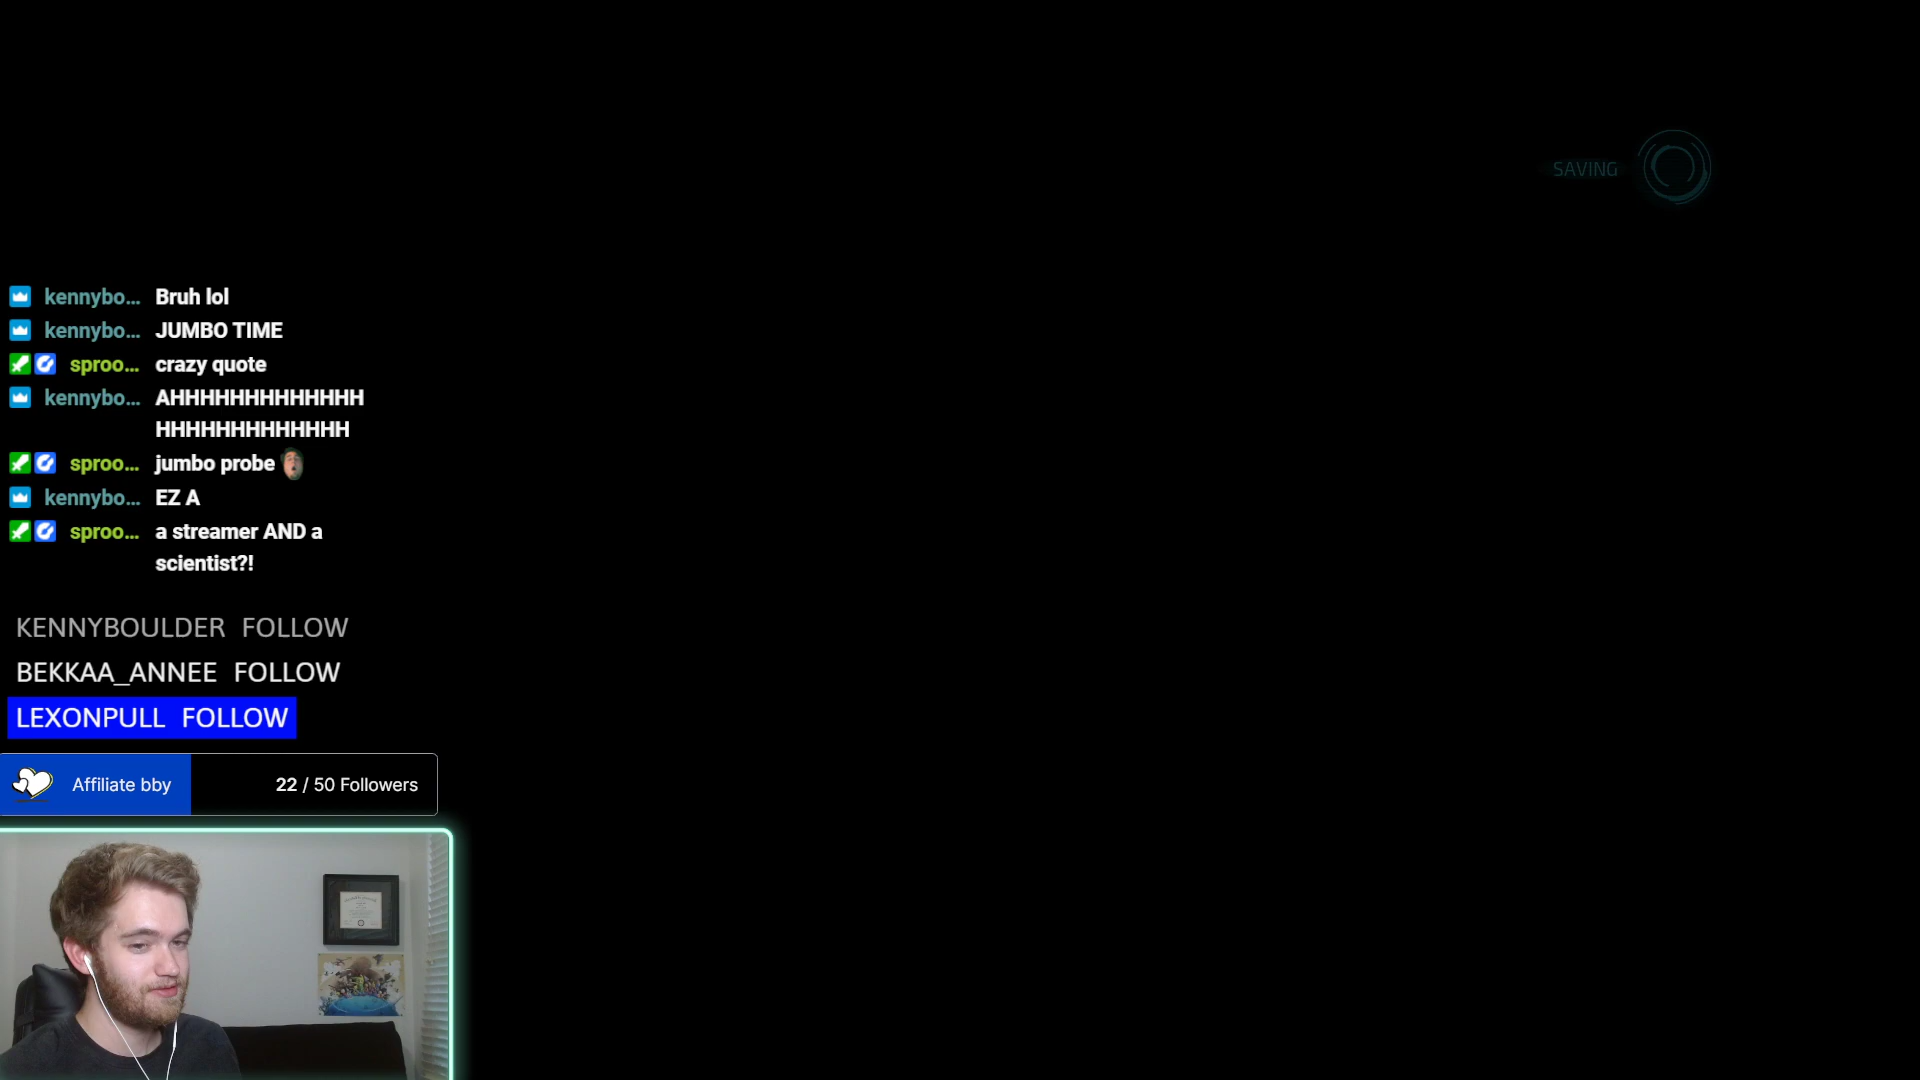 SAVING
kennybo... Bruh lol
kennybo... JUMBO TIME
sproo... crazy quote
kennybo... AHHHHHHHHHHHHH
HHHHHHHHHHHHH
sproo... jumbo probe
kennybo... EZ A
sproo... a streamer AND a
scientist?!
KENNYBOULDER FOLLOW
BEKKAA_ANNEE FOLLOW
LEXONPULL FOLLOW
Affiliate bby 22 / 50 Followers